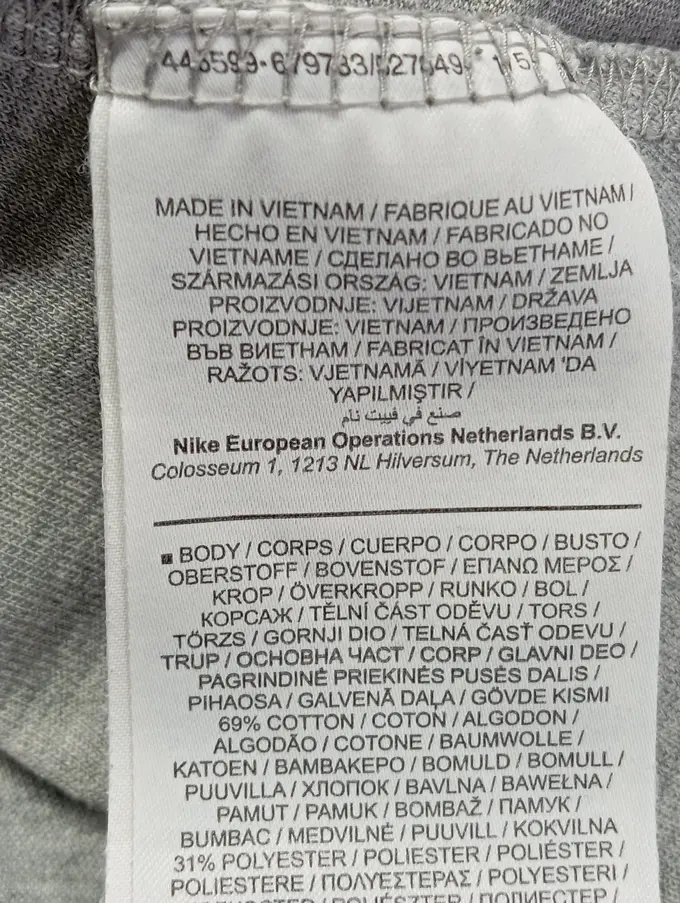 MADE IN VIETNAM / FABRIQUE AU VIETNAM /
HECHO EN VIETNAM / FABRICADO NO
VIETNAME / СДЕЛАНО ВО ВЬЕТНАМЕ /
SZÁRMAZÁSI ORSZÁG: VIETNAM / ZEMLJA
PROIZVODNJE: VIJETNAM / DRŽAVA
PROIZVODNJE: VIETNAM / ПРОИЗВЕДЕНО
ВЪВ ВИЕТНАМ / FABRICAT ÎN VIETNAM /
RAŽOTS: VJETNAMĀ / VİYETNAM 'DA
YAPILMIŞTIR /
صنع في فييت نام
Nike European Operations Netherlands B.V.
Colosseum 1, 1213 NL Hilversum, The Netherlands
BODY / CORPS / CUERPO / CORPO / BUSTO /
OBERSTOFF / BOVENSTOF / ΕΠΑΝΩ ΜΕΡΟΣ /
KROP / ÖVERKROPP / RUNKO / BOL /
КОРСАЖ / TĚLNÍ ČÁST ODĚVU / TORS /
TÖRZS / GORNJI DIO / TELNÁ ČASŤ ODEVU /
TRUP / ОСНОВНА ЧАСТ / CORP / GLAVNI DEO /
PAGRINDINĖ PRIEKINĖS PUSĖS DALIS /
PIHAOSA / GALVENĀ DAĻA / GÖVDE KISMI
69% COTTON / COTON / ALGODON /
ALGODÃO / COTONE / BAUMWOLLE /
KATOEN / ΒΑΜΒΑΚΕΡΟ / BOMULD / BOMULL /
PUUVILLA / ХЛОПОК / BAVLNA / BAWEŁNA /
PAMUT / PAMUK / BOMBAŽ / ПАМУК /
BUMBAC / MEDVILNĖ / PUUVILL / KOKVILNA
31% POLYESTER / POLIESTER / POLIÉSTER /
POLIESTERE / ΠΟΛΥΕΣΤΕΡΑΣ / POLYESTERI /